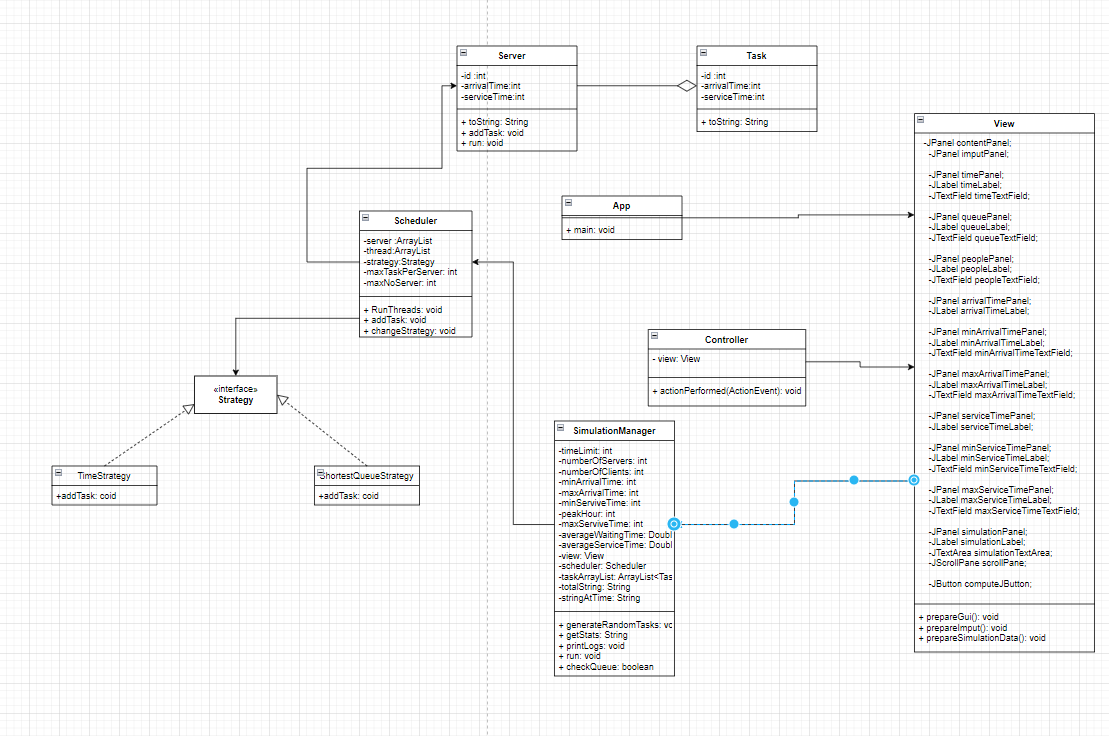 Server
-id :int
-arrivalTime:int
-serviceTime:int
+ toString: String
+ addTask: void
+ run: void
Task
-id :int
-arrivalTime:int
-serviceTime:int
+ toString: String
View
-JPanel contentPanel;
-JPanel imputPanel;
-JPanel timePanel;
-JLabel timeLabel;
-JTextField timeTextField;
-JPanel queuePanel;
-JLabel queueLabel;
-JTextField queueTextField;
-JPanel peoplePanel;
-JLabel peopleLabel;
-JTextField peopleTextField;
-JPanel arrivalTimePanel;
-JLabel arrivalTimeLabel;
-JPanel minArrivalTimePanel;
-JLabel minArrivalTimeLabel;
-JTextField minArrivalTimeTextField;
-JPanel maxArrivalTimePanel;
-JLabel maxArrivalTimeLabel;
-JTextField maxArrivalTimeTextField;
-JPanel serviceTimePanel;
-JLabel serviceTimeLabel;
-JPanel minServiceTimePanel;
-JLabel minServiceTimeLabel;
-JTextField minServiceTimeTextField;
-JPanel maxServiceTimePanel;
-JLabel maxServiceTimeLabel;
-JTextField maxServiceTimeTextField;
-JPanel simulationPanel;
-JLabel simulationLabel;
-JTextArea simulationTextArea;
-JScrollPane scrollPane;
-JButton computeJButton;
+ prepareGui(): void
+ prepareImput(): void
+ prepareSimulationData(): void
App
+ main: void
Scheduler
-server :ArrayList
-thread:ArrayList
-strategy:Strategy
-maxTaskPerServer: int
-maxNoServer: int
+ RunThreads: void
+ addTask: void
+ changeStrategy: void
Controller
- view: View
+ actionPerformed(ActionEvent): void
«interface»
Strategy
TimeStrategy
+addTask: coid
ShortestQueueStrategy
+addTask: coid
SimulationManager
-timeLimit: int
-numberOfServers: int
-numberOfClients: int
-minArrivalTime: int
-maxArrivalTime: int
-minServiveTime: int
-peakHour: int
-maxServiveTime: int
-averageWaitingTime: Doubl
-averageServiceTime: Doubl
-view: View
-scheduler: Scheduler
-taskArrayList: ArrayList<Tas
-totalString: String
-stringAtTime: String
+ generateRandomTasks: vc
+ getStats: String
+ printLogs: void
+ run: void
+ checkQueue: boolean